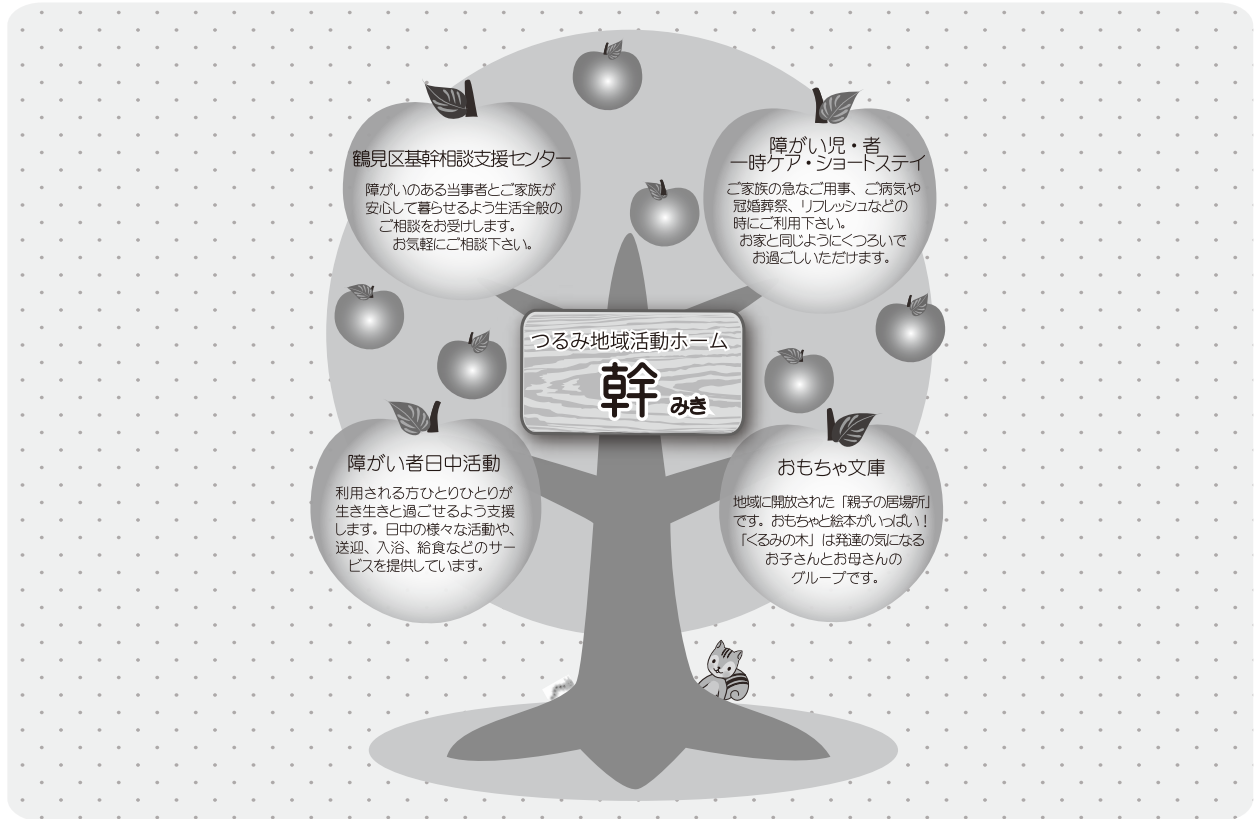 鶴見区基幹相談支援センター
障がいのある当事者とご家族が
安心して暮らせるよう生活全般の
ご相談をお受けします。
お気軽にご相談下さい。
障がい児・者
一時ケア・ショートステイ
ご家族の急なご用事、ご病気や
冠婚葬祭、リフレッシュなどの
時にご利用下さい。
お家と同じようにくつろいで
お過ごしいただけます。
つるみ地域活動ホーム
幹 みき
障がい者日中活動
利用される方ひとりひとりが
生き生きと過ごせるよう支援
します。日中の様々な活動や、
送迎、入浴、給食などのサー
ビスを提供しています。
おもちゃ文庫
地域に開放された「親子の居場所」
です。おもちゃと絵本がいっぱい！
「くるみの木」は発達の気になる
お子さんとお母さんの
グループです。